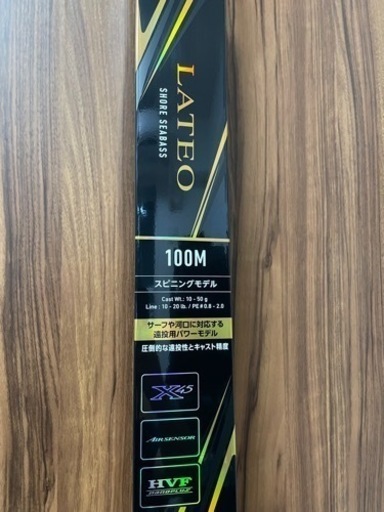 LATEO
SHORE SEABASS
100M
スピニングモデル
Cast Wt.: 10 - 50 g
Line : 10 - 20 lb. / PE#0.8 - 2.0
サーフや河口に対応する
遠投用パワーモデル
圧倒的な遠投性とキャスト精度
X45
AIR SENSOR
HVF
NANOPLUS